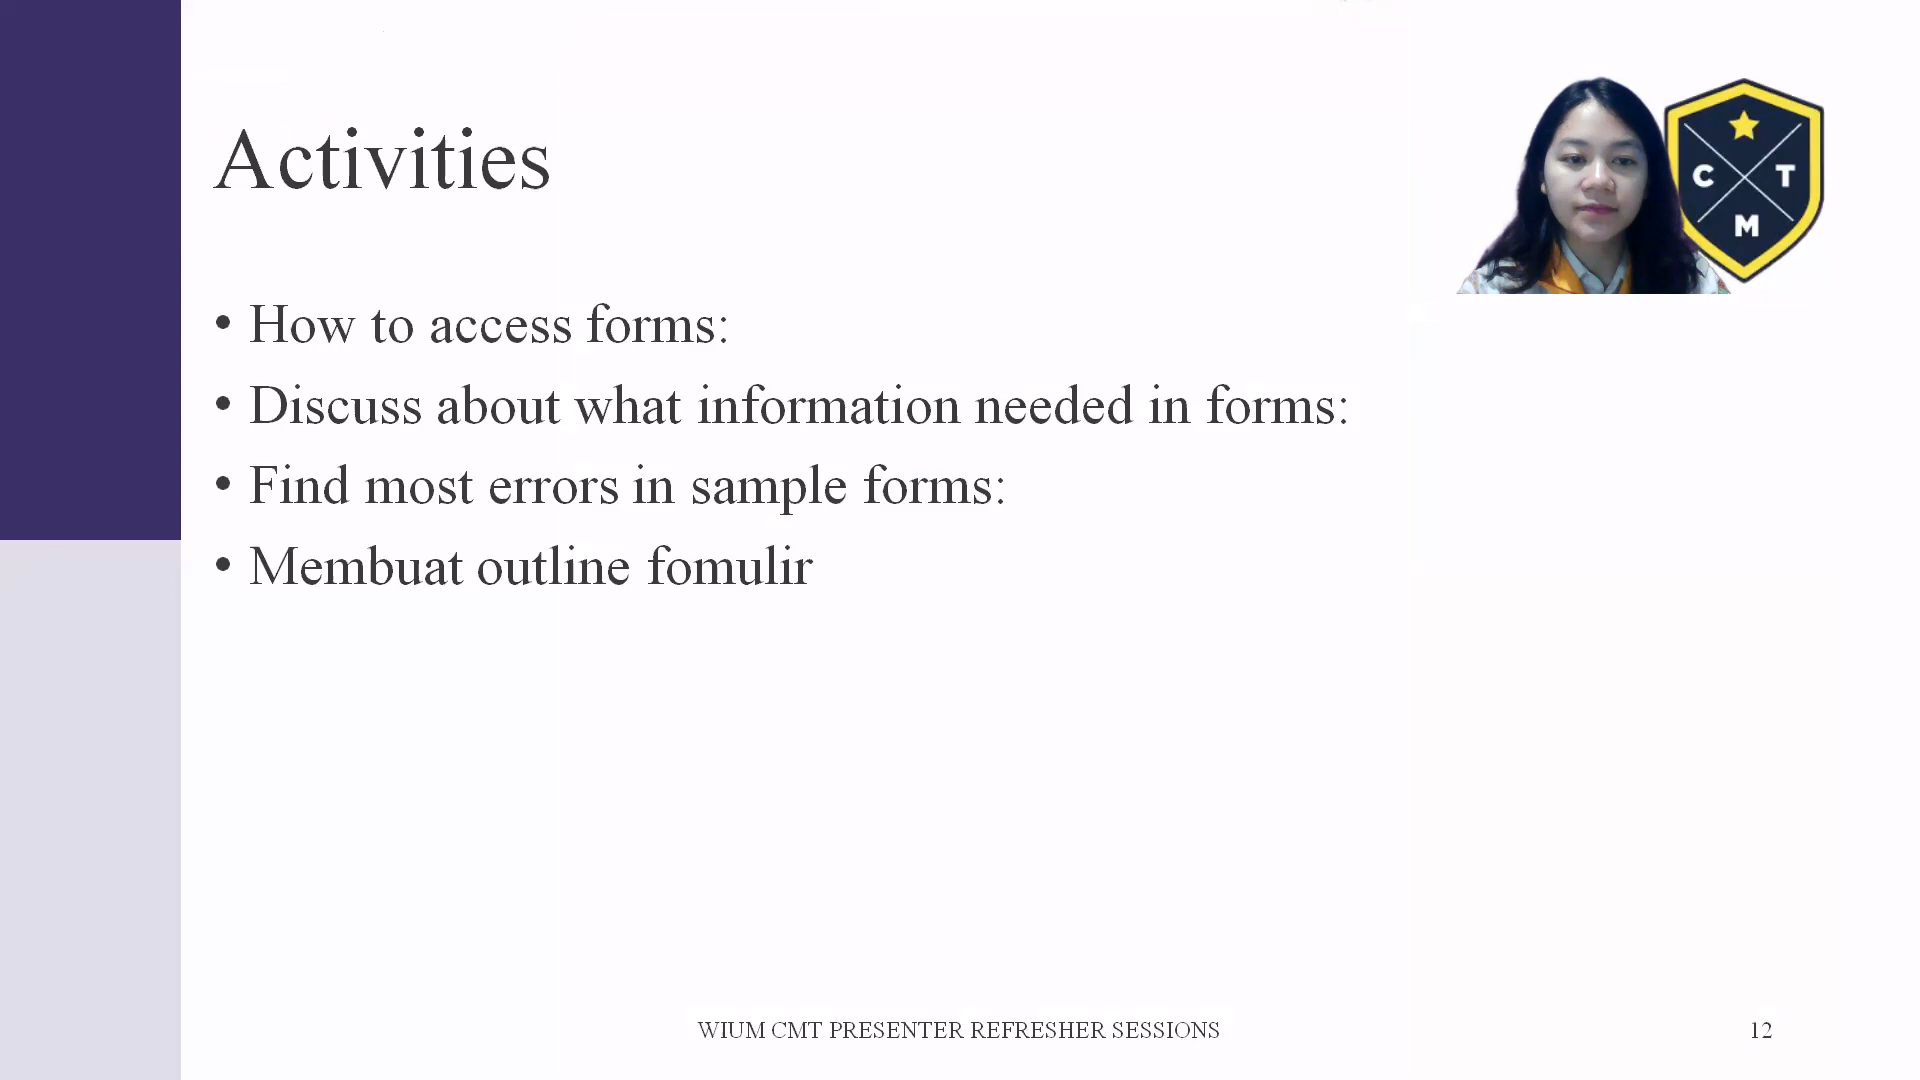 Activities
C T
M
• How to access forms:
• Discuss about what information needed in forms:
• Find most errors in sample forms:
• Membuat outline fomulir
WIUM CMT PRESENTER REFRESHER SESSIONS
12